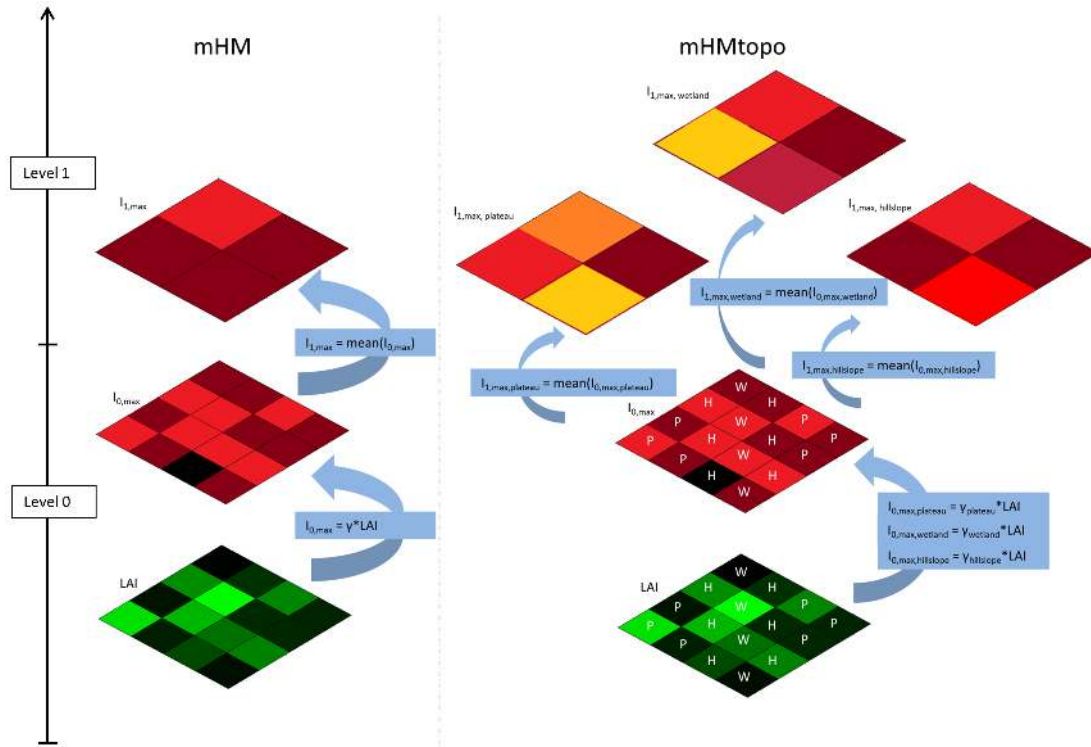 mHM
mHMtopo
Level 1
Level 0
I1,max
I1,max = mean(I0,max)
I0,max
I0,max = γ*LAI
LAI
I1,max, wetland
I1,max, plateau
I1,max, hillslope
I1,max,wetland = mean(I0,max,wetland)
I1,max,plateau = mean(I0,max,plateau)
I1,max,hillslope = mean(I0,max,hillslope)
I0,max
W
H
P W P
P H H P
P W P
H H
W
I0,max,plateau = γplateau*LAI
I0,max,wetland = γwetland*LAI
I0,max,hillslope = γhillslope*LAI
LAI
W
H
P W P
P H H P
P W P
H H
W